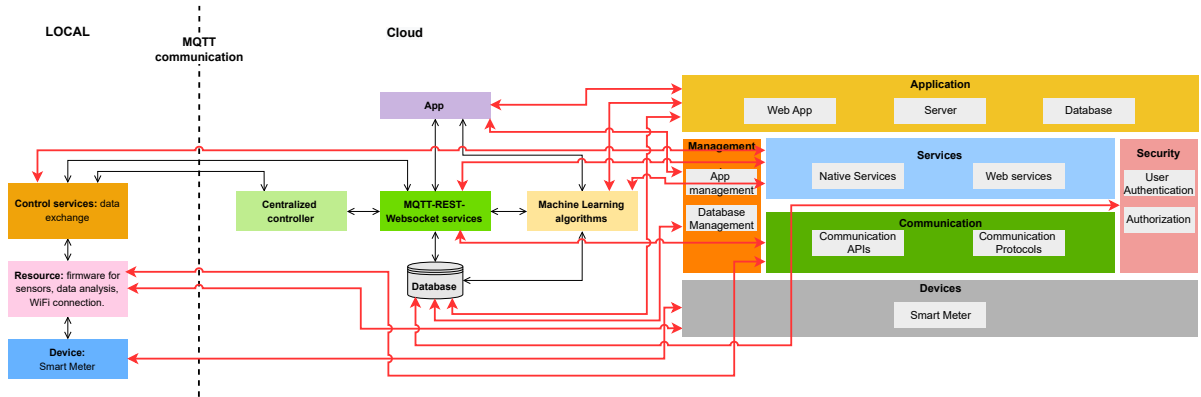 LOCAL
MQTT
communication
Cloud
App
Control services: data
exchange
Centralized
controller
MQTT-REST-
Websocket services
Machine Learning
algorithms
Resource: firmware for
sensors, data analysis,
WiFi connection.
Database
Device:
Smart Meter
Application
Web App
Server
Database
Management
App
management
Database
Management
Services
Native Services
Web services
Communication
Communication
APIs
Communication
Protocols
Security
User
Authentication
Authorization
Devices
Smart Meter